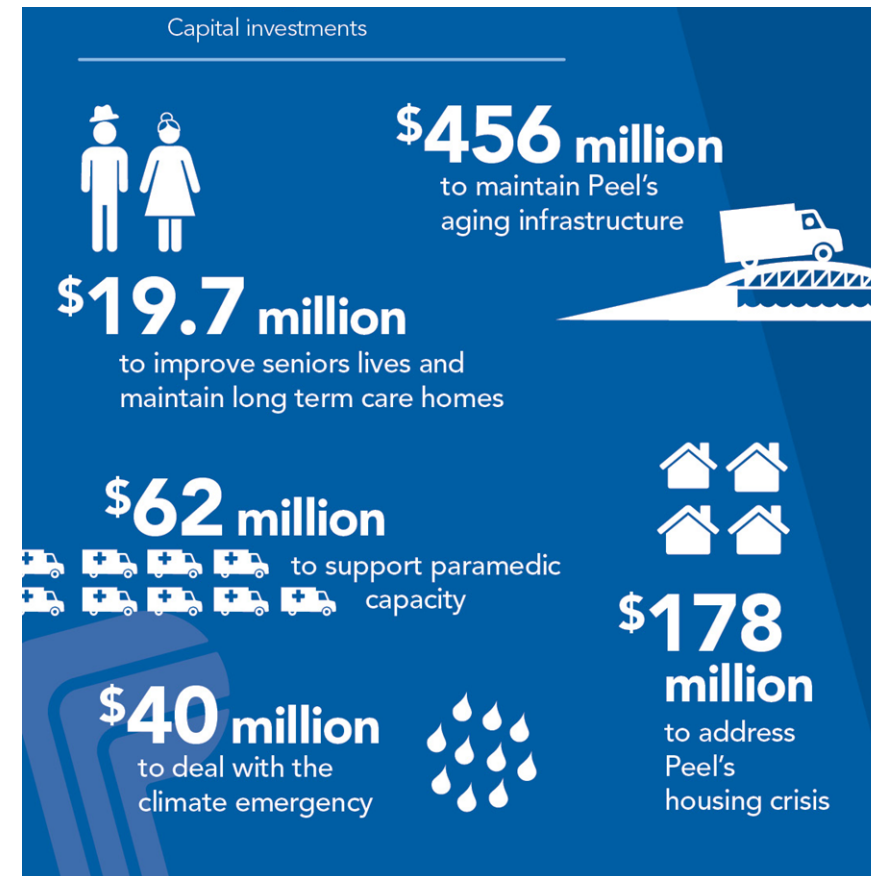 Capital investments
$456 million
to maintain Peel's
aging infrastructure
$19.7 million
to improve seniors lives and
maintain long term care homes
$62 million
to support paramedic
capacity
$178
million
to address
Peel's
housing crisis
$40 million
to deal with the
climate emergency